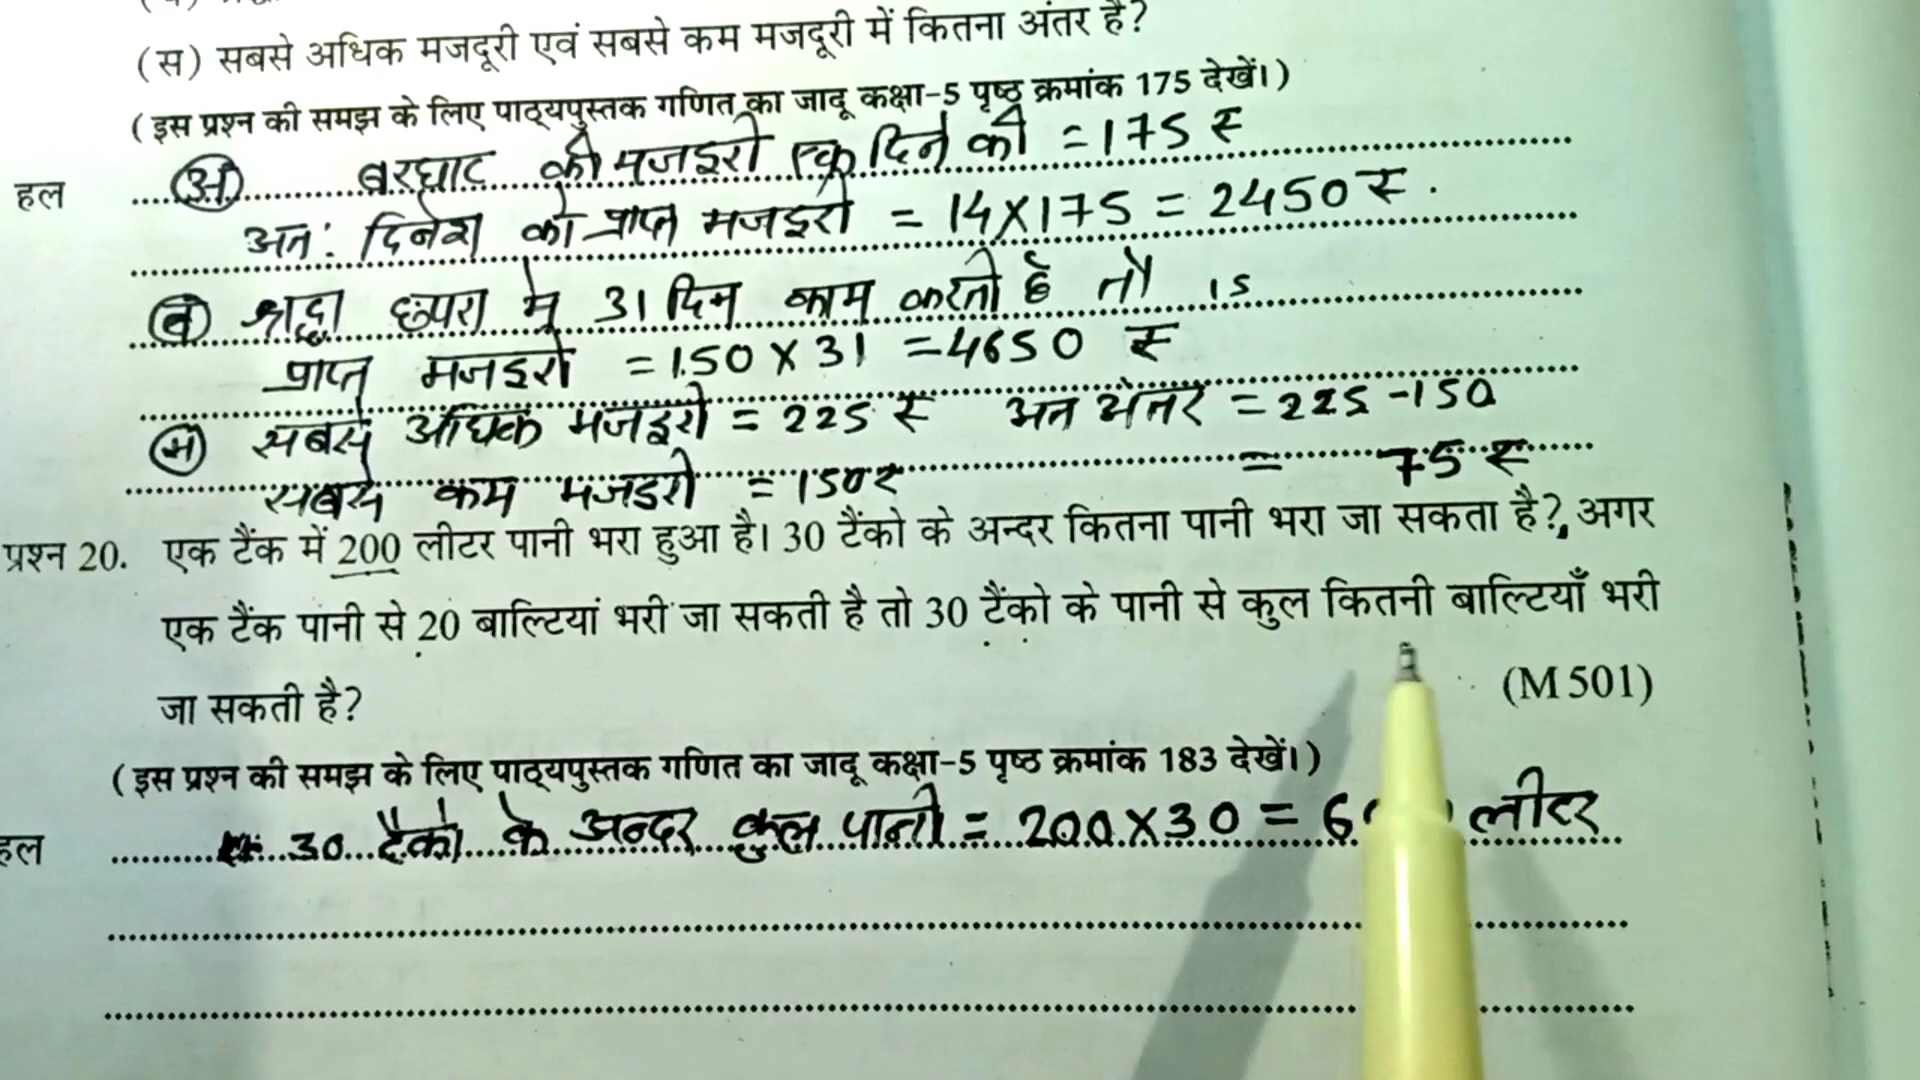 (स) सबसे अधिक मजदूरी एवं सबसे कम मजदूरी में कितना अंतर है?
(इस प्रश्न की समझ के लिए पाठ्यपुस्तक गणित का जादू कक्षा-5 पृष्ठ क्रमांक 175 देखें।)
हल (अ) बरघाट की मजदूरी एक दिन की = 175 रु
अतः दिनेश को प्राप्त मजदूरी = 14X175 = 2450 रु.
(ब) श्रद्धा छपरा मे 31 दिन काम करती है तो 15
प्राप्त मजदूरी = 150 X 31 = 4650 रु
(स) सबसे अधिक मजदूरी = 225 रु अत अंतर = 225 - 150
सबसे कम मजदूरी = 150 रु = 75 रु
प्रश्न 20. एक टैंक में 200 लीटर पानी भरा हुआ है। 30 टैंको के अन्दर कितना पानी भरा जा सकता है?, अगर
एक टैंक पानी से 20 बाल्टियां भरी जा सकती है तो 30 टैंको के पानी से कुल कितनी बाल्टियाँ भरी
जा सकती है? (M 501)
(इस प्रश्न की समझ के लिए पाठ्यपुस्तक गणित का जादू कक्षा-5 पृष्ठ क्रमांक 183 देखें।)
हल 30 टैंको के अन्दर कुल पानी = 200 X 30 = लीटर